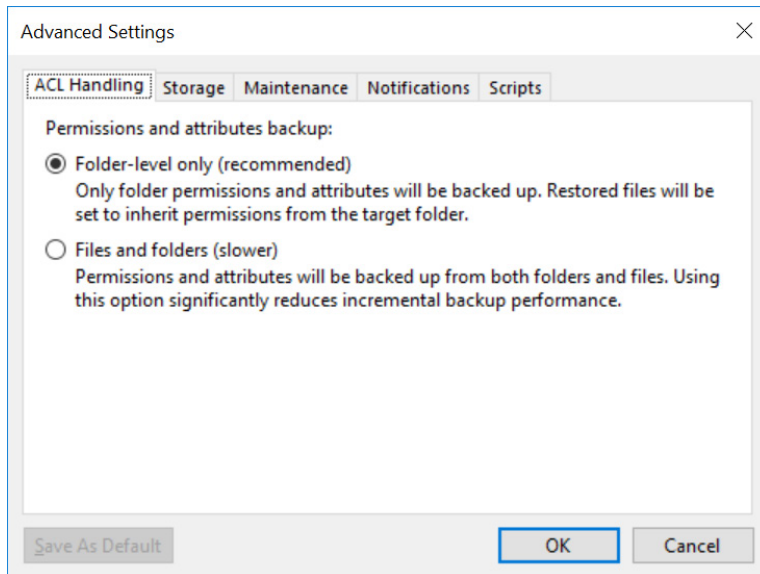 Advanced Settings
ACL Handling Storage Maintenance Notifications Scripts
Permissions and attributes backup:
Folder-level only (recommended)
Only folder permissions and attributes will be backed up. Restored files will be
set to inherit permissions from the target folder.
Files and folders (slower)
Permissions and attributes will be backed up from both folders and files. Using
this option significantly reduces incremental backup performance.
Save As Default OK Cancel